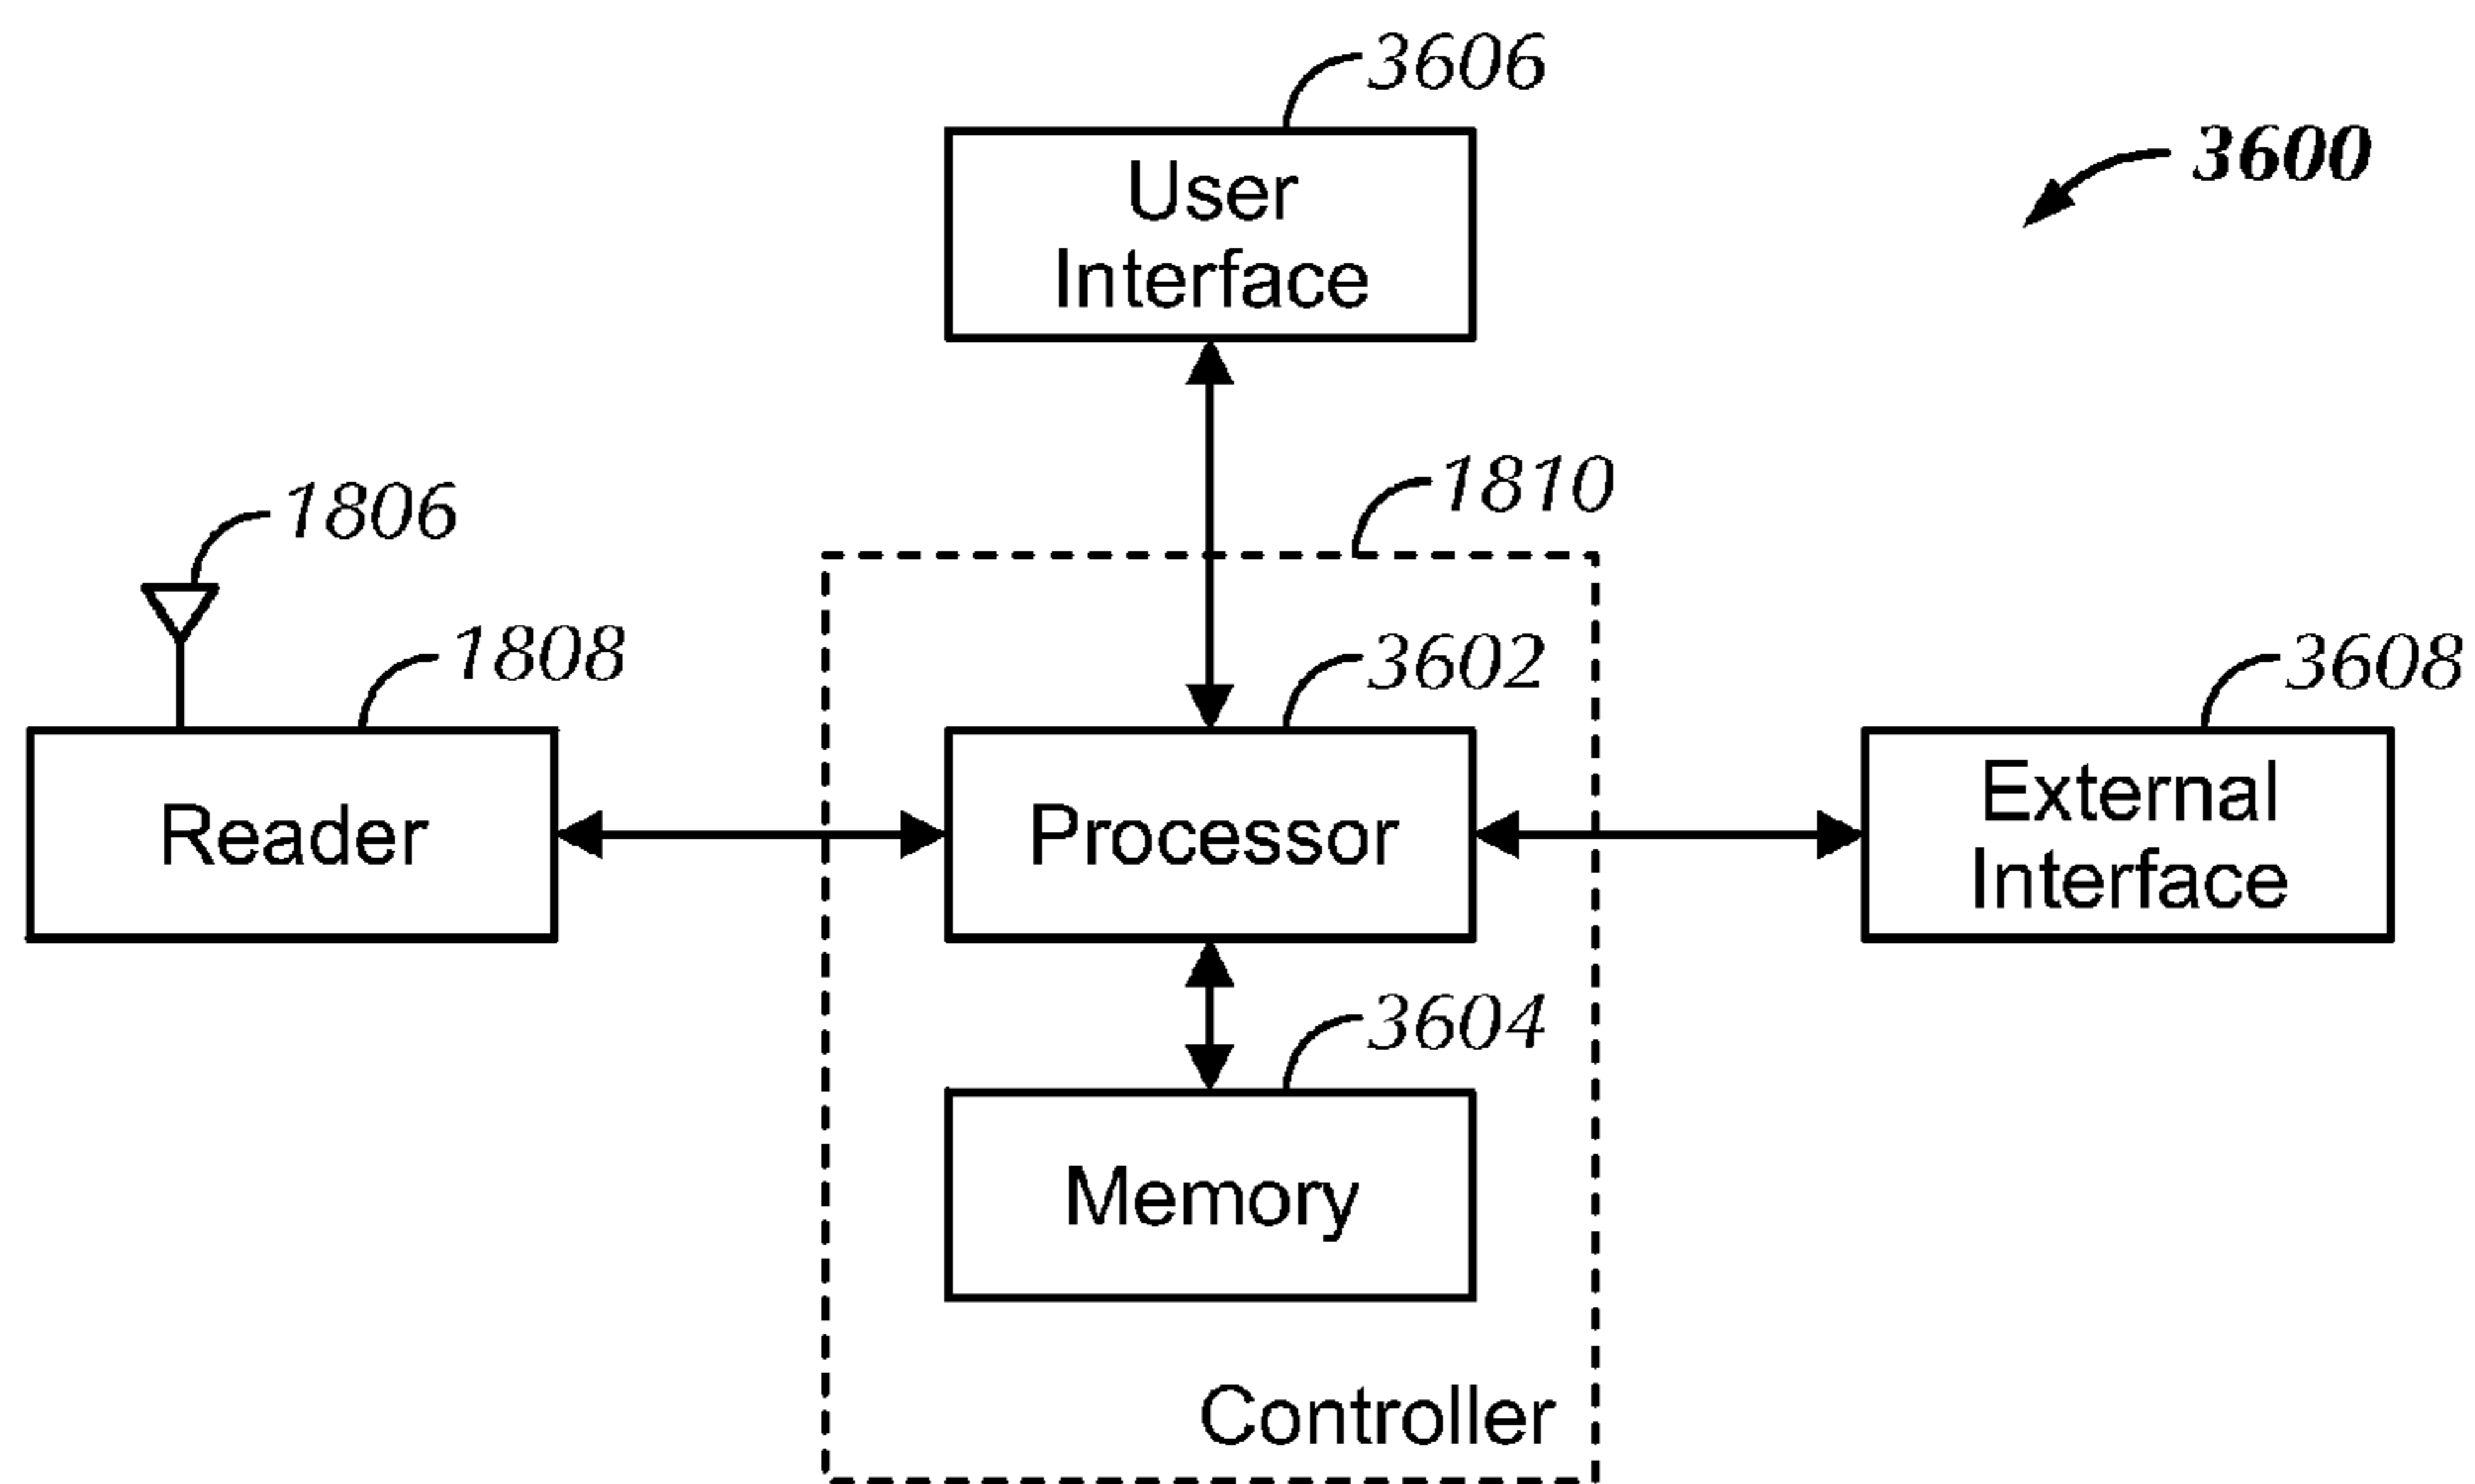 3606
3600
User
Interface
1810
1806
1808
3602
3608
Reader
Processor
External
Interface
3604
Memory
Controller